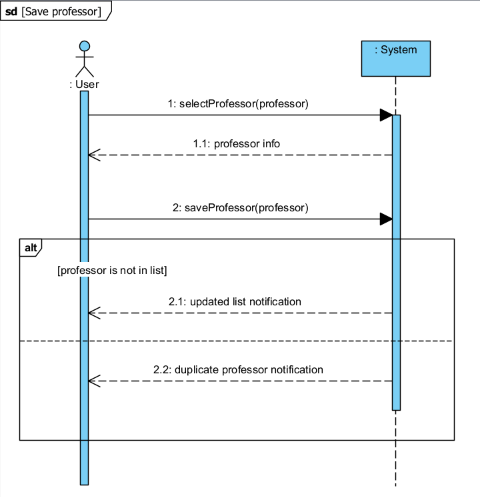 sd [Save professor]
: System
: User
1: selectProfessor(professor)
1.1: professor info
2: saveProfessor(professor)
alt
[professor is not in list]
2.1: updated list notification
2.2: duplicate professor notification